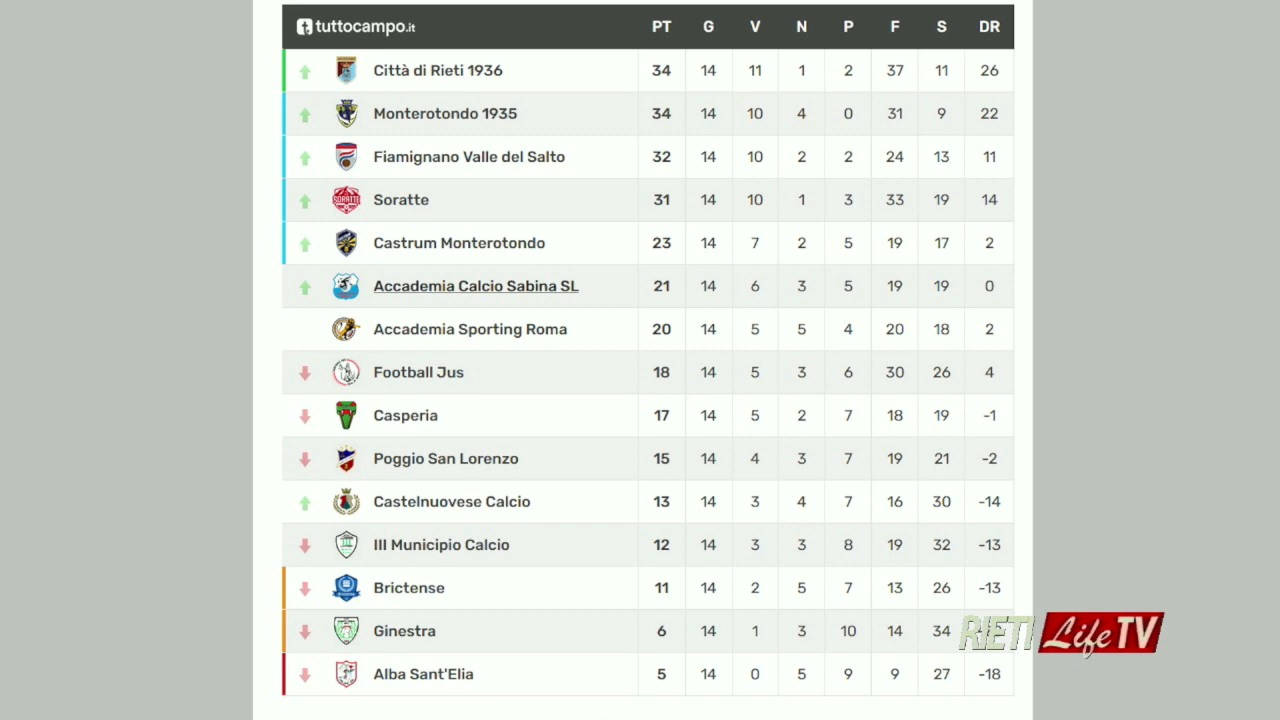 tuttocampo.it PT G V N P F S DR
Città di Rieti 1936 34 14 11 1 2 37 11 26
Monterotondo 1935 34 14 10 4 0 31 9 22
Fiamignano Valle del Salto 32 14 10 2 2 24 13 11
Soratte 31 14 10 1 3 33 19 14
Castrum Monterotondo 23 14 7 2 5 19 17 2
Accademia Calcio Sabina SL 21 14 6 3 5 19 19 0
Accademia Sporting Roma 20 14 5 5 4 20 18 2
Football Jus 18 14 5 3 6 30 26 4
Casperia 17 14 5 2 7 18 19 -1
Poggio San Lorenzo 15 14 4 3 7 19 21 -2
Castelnuovese Calcio 13 14 3 4 7 16 30 -14
III Municipio Calcio 12 14 3 3 8 19 32 -13
Brictense 11 14 2 5 7 13 26 -13
Ginestra 6 14 1 3 10 14 34
RIETI Life TV
Alba Sant'Elia 5 14 0 5 9 9 27 -18